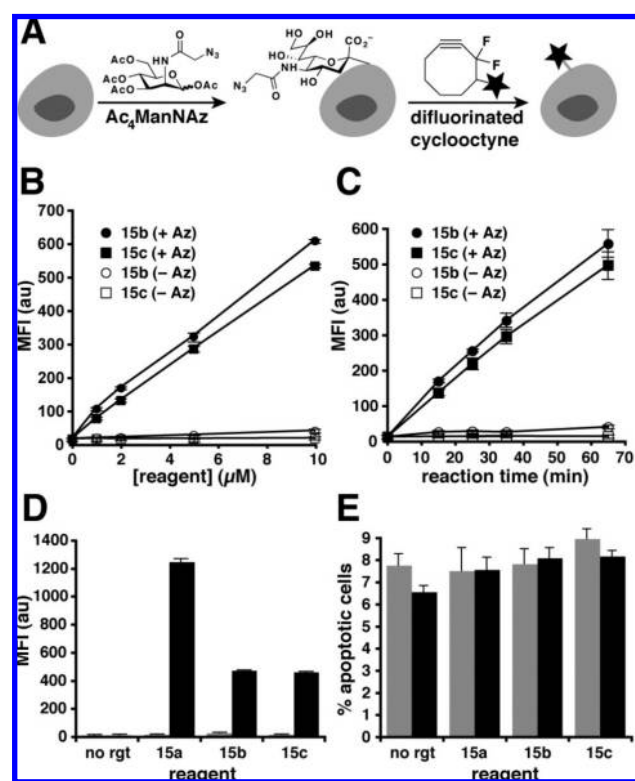 A
AcO
AcO
AcO
HN
O
N₃
O
OAc
Ac₄ManNAz
HO
OH
HO
CO₂⁻
O
N₃
HN
O
HO
F
F
difluorinated
cyclooctyne
B
700
600
500
400
300
200
100
0
MFI (au)
15b (+ Az)
15c (+ Az)
15b (– Az)
15c (– Az)
0 2 4 6 8 10
[reagent] (µM)
C
600
500
400
300
200
100
0
MFI (au)
15b (+ Az)
15c (+ Az)
15b (– Az)
15c (– Az)
0 10 20 30 40 50 60 70
reaction time (min)
D
1400
1200
1000
800
600
400
200
0
MFI (au)
no rgt 15a 15b 15c
reagent
E
9
8
7
6
5
4
3
2
1
0
% apoptotic cells
no rgt 15a 15b 15c
reagent